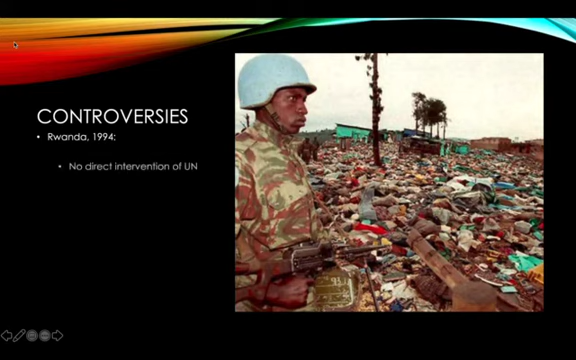 CONTROVERSIES
• Rwanda, 1994:
• No direct intervention of UN